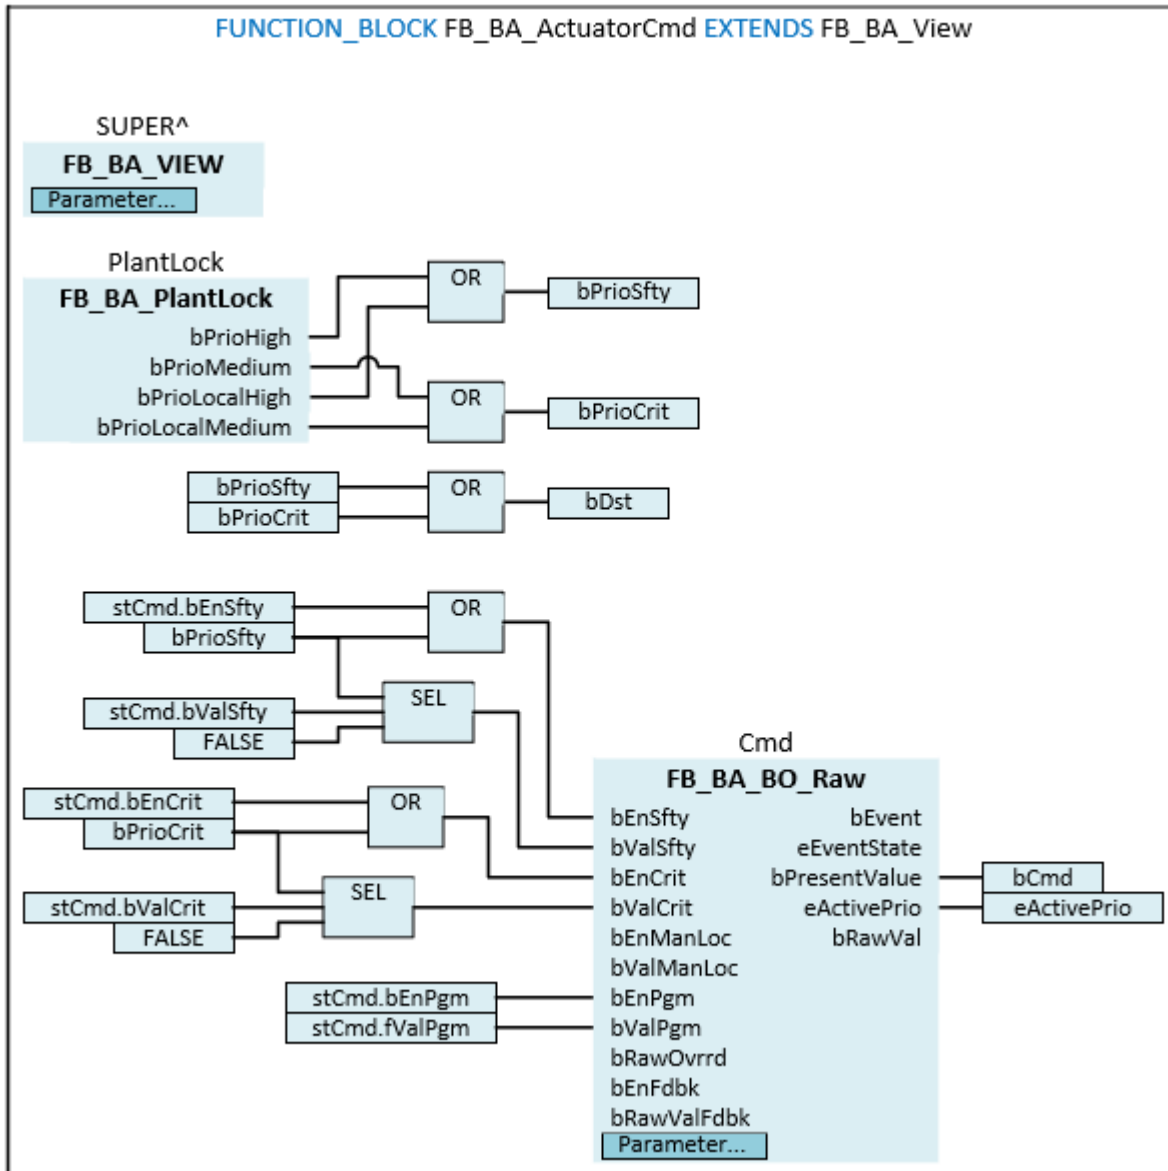 FUNCTION_BLOCK FB_BA_ActuatorCmd EXTENDS FB_BA_View
SUPER^
FB_BA_VIEW
Parameter...
PlantLock
FB_BA_PlantLock
bPrioHigh
bPrioMedium
bPrioLocalHigh
bPrioLocalMedium
OR
bPrioSfty
OR
bPrioCrit
bPrioSfty
bPrioCrit
OR
bDst
stCmd.bEnSfty
bPrioSfty
OR
stCmd.bValSfty
FALSE
SEL
stCmd.bEnCrit
bPrioCrit
OR
stCmd.bValCrit
FALSE
SEL
stCmd.bEnPgm
stCmd.fValPgm
Cmd
FB_BA_BO_Raw
bEnSfty bEvent
bValSfty eEventState
bEnCrit bPresentValue bCmd
bValCrit eActivePrio eActivePrio
bEnManLoc bRawVal
bValManLoc
bEnPgm
bValPgm
bRawOvrrd
bEnFdbk
bRawValFdbk
Parameter...